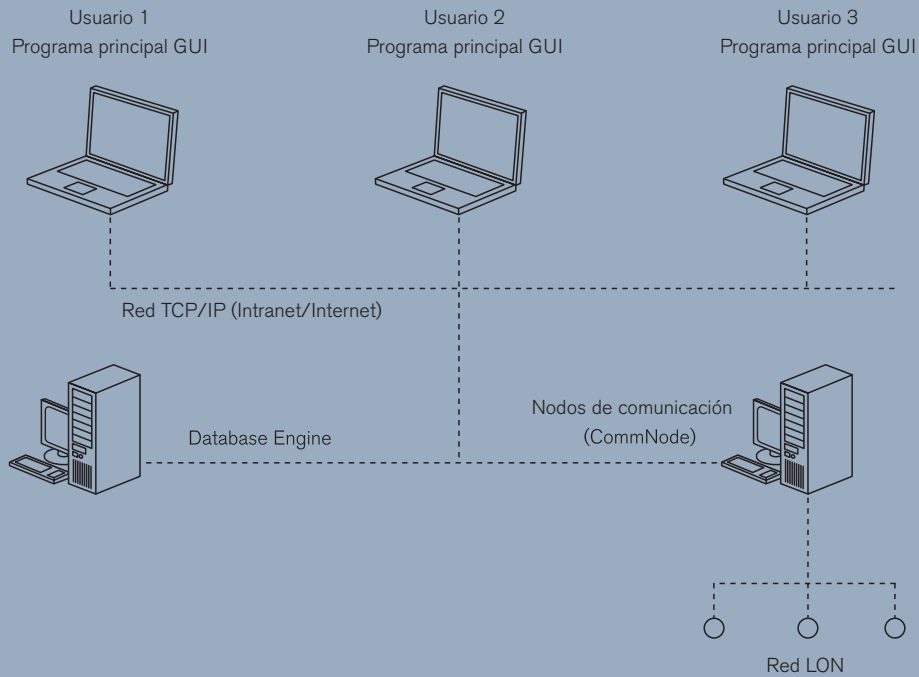 Usuario 1
Programa principal GUI
Usuario 2
Programa principal GUI
Usuario 3
Programa principal GUI
Red TCP/IP (Intranet/Internet)
Database Engine
Nodos de comunicación
(CommNode)
Red LON